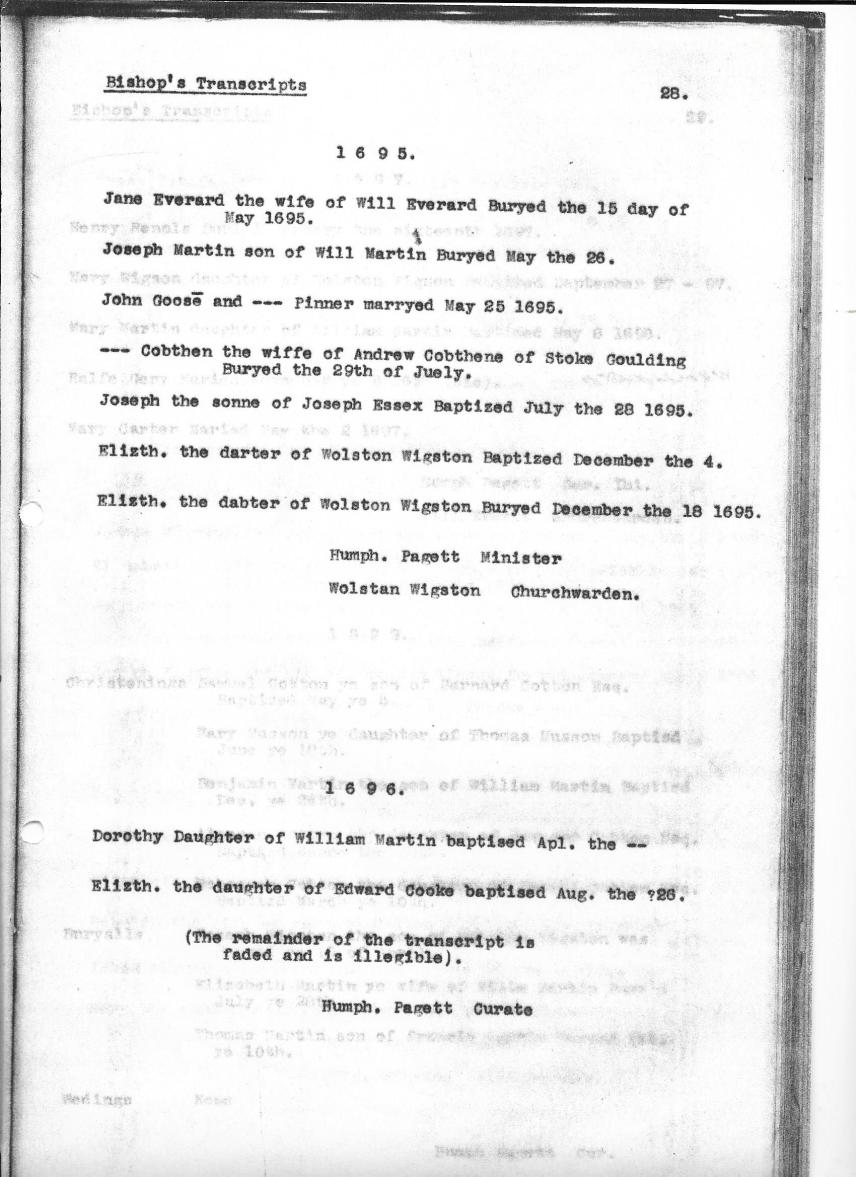 Bishop's Transcripts
28.
1 6 9 5.
Jane Everard the wife of Will Everard Buryed the 15 day of
May 1695.
Joseph Martin son of Will Martin Buryed May the 26.
John Goosē and --- Pinner marryed May 25 1695.
--- Cobthen the wiffe of Andrew Cobthene of Stoke Goulding
Buryed the 29th of Juely.
Joseph the sonne of Joseph Essex Baptized July the 28 1695.
Elizth. the darter of Wolston Wigston Baptized December the 4.
Elizth. the dabter of Wolston Wigston Buryed December the 18 1695.
Humph. Pagett Minister
Wolstan Wigston Churchwarden.
1 6 9 6.
Dorothy Daughter of William Martin baptised Apl. the --
Elizth. the daughter of Edward Cooke baptised Aug. the ?26.
(The remainder of the transcript is
faded and is illegible).
Humph. Pagett Curate